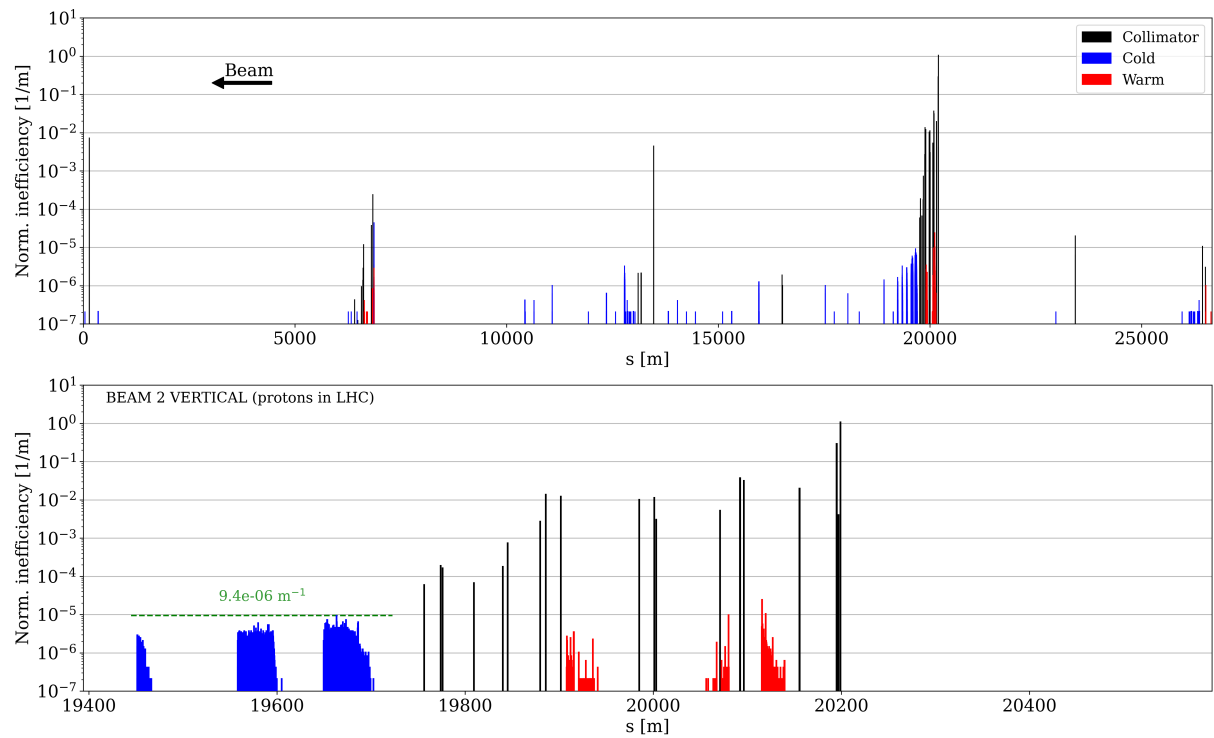 10¹
10⁰
10⁻¹
10⁻²
10⁻³
10⁻⁴
10⁻⁵
10⁻⁶
10⁻⁷
Norm. inefficiency [1/m]
Beam
Collimator
Cold
Warm
0 5000 10000 15000 20000 25000
s [m]
10¹
10⁰
10⁻¹
10⁻²
10⁻³
10⁻⁴
10⁻⁵
10⁻⁶
10⁻⁷
Norm. inefficiency [1/m]
BEAM 2 VERTICAL (protons in LHC)
9.4e-06 m⁻¹
19400 19600 19800 20000 20200 20400
s [m]